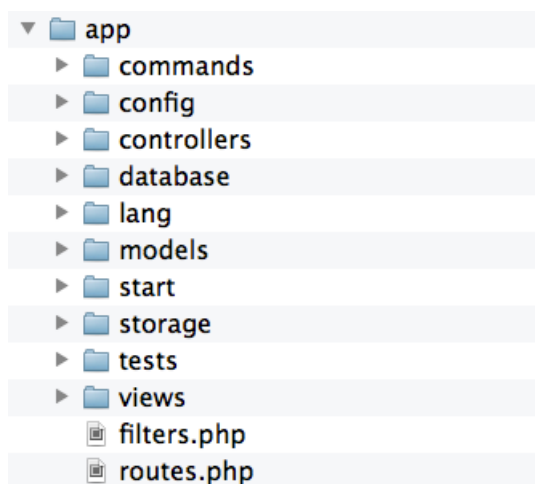 app
commands
config
controllers
database
lang
models
start
storage
tests
views
filters.php
routes.php